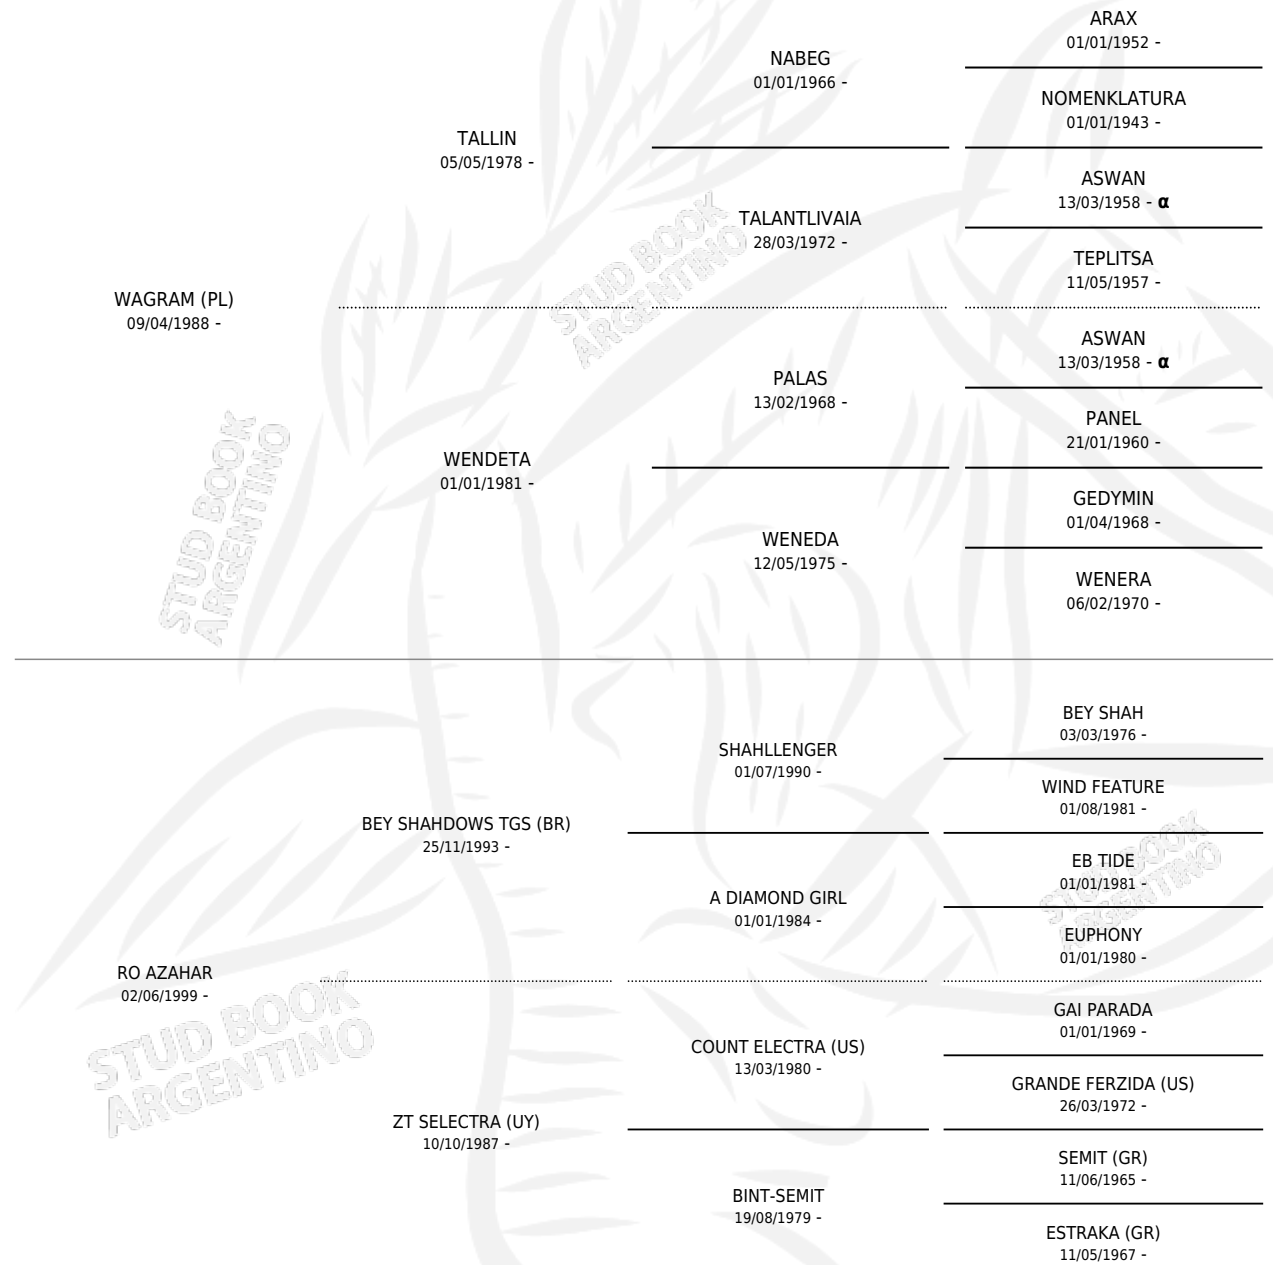 ARAX
01/01/1952 -
NABEG
01/01/1966 -
NOMENKLATURA
01/01/1943 -
TALLIN
05/05/1978 -
ASWAN
13/03/1958 - α
TALANTLIVAIA
28/03/1972 -
TEPLITSA
11/05/1957 -
WAGRAM (PL)
09/04/1988 -
ASWAN
13/03/1958 - α
PALAS
13/02/1968 -
PANEL
21/01/1960 -
WENDETA
01/01/1981 -
GEDYMIN
01/04/1968 -
WENEDA
12/05/1975 -
WENERA
06/02/1970 -
BEY SHAH
03/03/1976 -
SHAHLLENGER
01/07/1990 -
WIND FEATURE
01/08/1981 -
BEY SHAHDOWS TGS (BR)
25/11/1993 -
EB TIDE
01/01/1981 -
A DIAMOND GIRL
01/01/1984 -
EUPHONY
01/01/1980 -
RO AZAHAR
02/06/1999 -
GAI PARADA
01/01/1969 -
COUNT ELECTRA (US)
13/03/1980 -
GRANDE FERZIDA (US)
26/03/1972 -
ZT SELECTRA (UY)
10/10/1987 -
SEMIT (GR)
11/06/1965 -
BINT-SEMIT
19/08/1979 -
ESTRAKA (GR)
11/05/1967 -
STUD BOOK
ARGENTINO
STUD BOOK
ARGENTINO
STUD BOOK
ARGENTINO
STUD BOOK
ARGENTINO